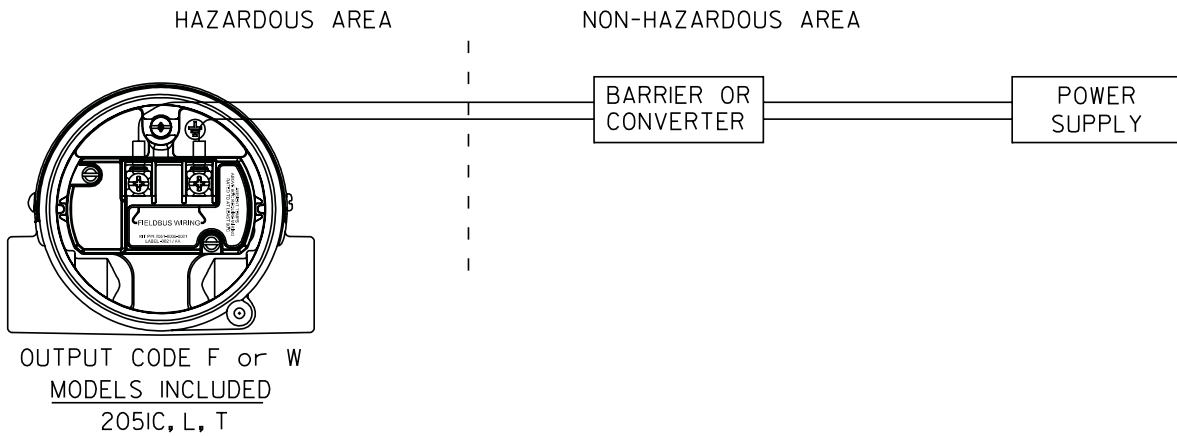 HAZARDOUS AREA
NON-HAZARDOUS AREA
BARRIER OR
CONVERTER
POWER
SUPPLY
FIELDBUS WIRING
OUTPUT CODE F or W
MODELS INCLUDED
2051C, L, T